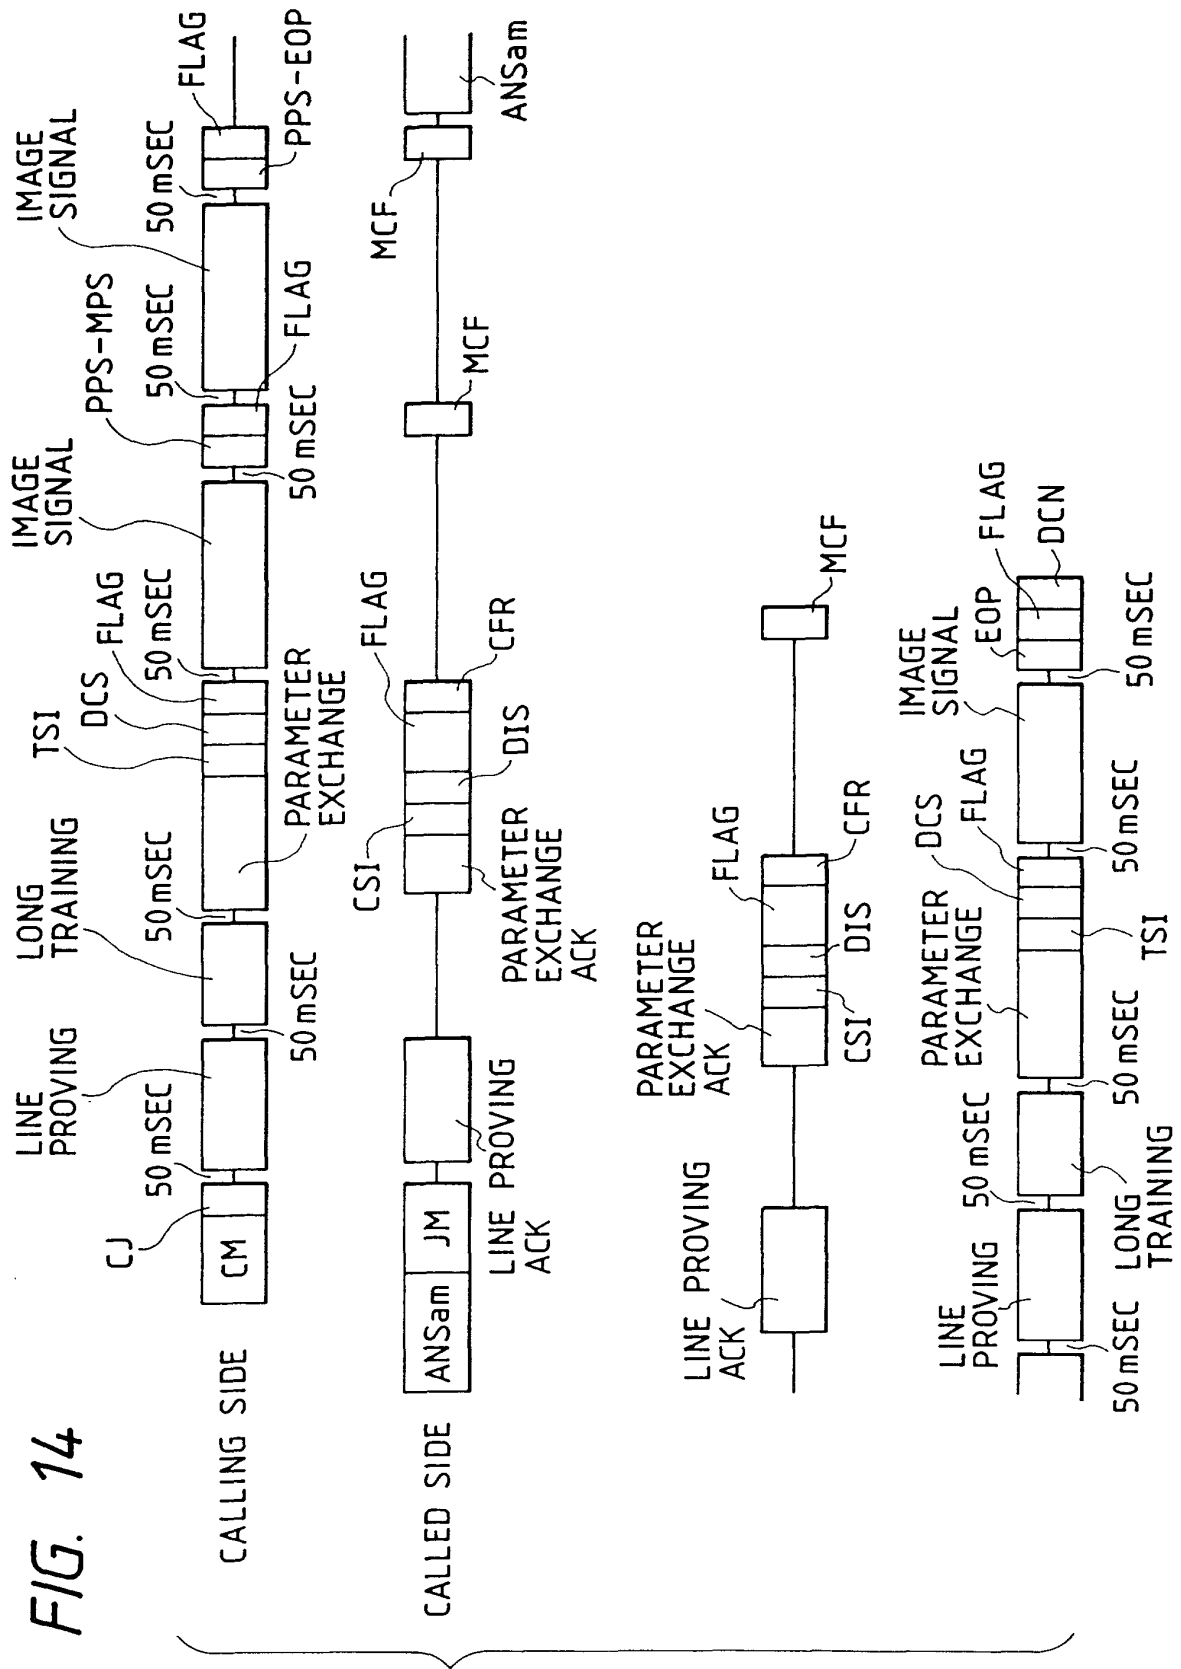 FIG. 14
CALLING SIDE
CM
CJ
50 mSEC
LINE
PROVING
50 mSEC
LONG
TRAINING
50 mSEC
PARAMETER
EXCHANGE
TSI
DCS
FLAG
50 mSEC
IMAGE
SIGNAL
50 mSEC
PPS-MPS
FLAG
50 mSEC
IMAGE
SIGNAL
50 mSEC
PPS-EOP
FLAG
CALLED SIDE
ANSam
JM
LINE PROVING
ACK
PARAMETER
EXCHANGE
ACK
CSI
DIS
FLAG
CFR
MCF
MCF
ANSam
LINE PROVING
ACK
PARAMETER
EXCHANGE
ACK
CSI
DIS
FLAG
CFR
MCF
50 mSEC
LINE
PROVING
50 mSEC
LONG
TRAINING
50 mSEC
PARAMETER
EXCHANGE
TSI
DCS
FLAG
50 mSEC
IMAGE
SIGNAL
50 mSEC
EOP
FLAG
DCN